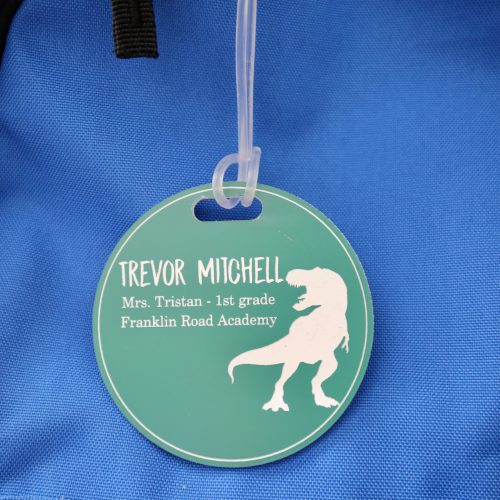 TREVOR MITCHELL
Mrs. Tristan - 1st grade
Franklin Road Academy